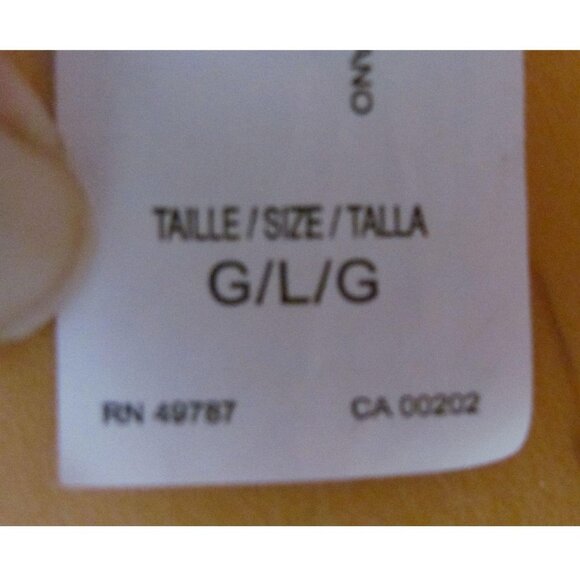 TAILLE / SIZE / TALLA
G/L/G
RN 49787 CA 00202